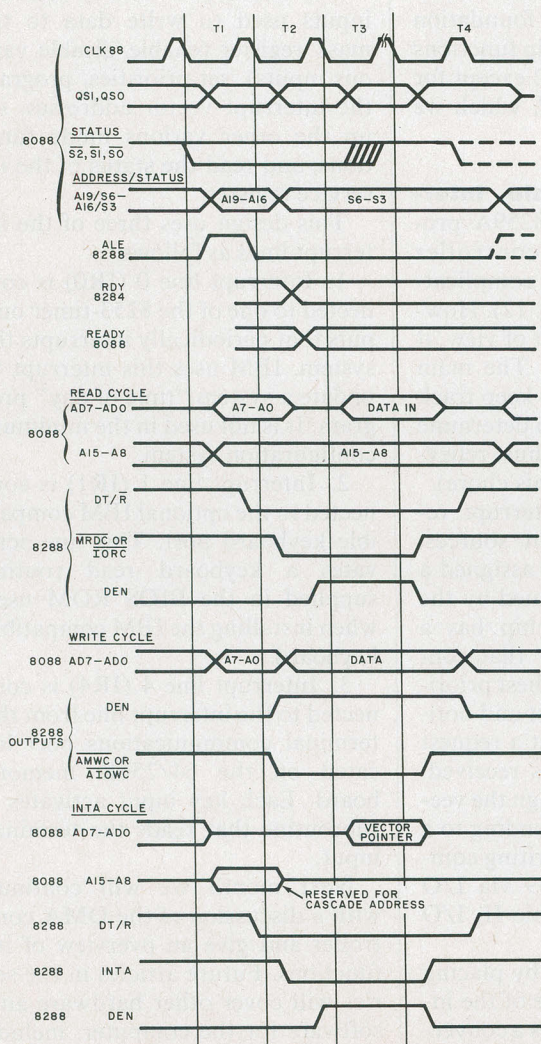 T1 T2 T3 T4
CLK88
QS1,QS0
8088
STATUS
S2,S1,S0
ADDRESS/STATUS
A19/S6–
A16/S3
A19–A16
S6–S3
ALE
8288
RDY
8284
READY
8088
READ CYCLE
AD7–AD0
A7–A0
DATA IN
8088
A15–A8
A15–A8
DT/R
8288
MRDC OR
IORC
DEN
WRITE CYCLE
8088 AD7–AD0
A7–A0
DATA
DEN
8288
OUTPUTS
AMWC OR
AIOWC
INTA CYCLE
8088 AD7–AD0
VECTOR
POINTER
8088 A15–A8
RESERVED FOR
CASCADE ADDRESS
8288 DT/R
8288 INTA
8288 DEN